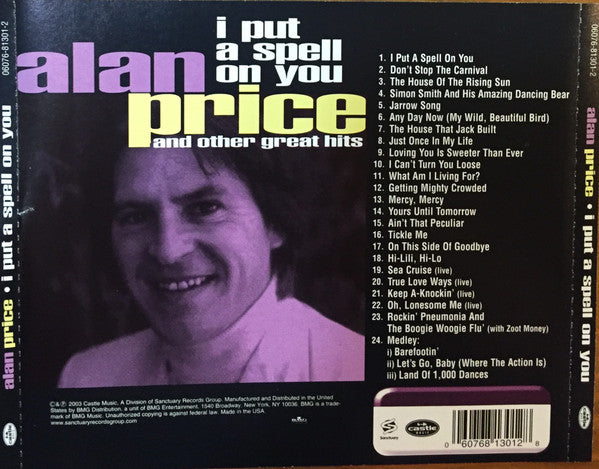 06076-81301-2
alan price • i put a spell on you
i put
a spell
on you
alan
price
and other great hits
1. I Put A Spell On You
2. Don't Stop The Carnival
3. The House Of The Rising Sun
4. Simon Smith And His Amazing Dancing Bear
5. Jarrow Song
6. Any Day Now (My Wild, Beautiful Bird)
7. The House That Jack Built
8. Just Once In My Life
9. Loving You Is Sweeter Than Ever
10. I Can't Turn You Loose
11. What Am I Living For?
12. Getting Mighty Crowded
13. Mercy, Mercy
14. Yours Until Tomorrow
15. Ain't That Peculiar
16. Tickle Me
17. On This Side Of Goodbye
18. Hi-Lili, Hi-Lo
19. Sea Cruise (live)
20. True Love Ways (live)
21. Keep A-Knockin' (live)
22. Oh, Lonesome Me (live)
23. Rockin' Pneumonia And
The Boogie Woogie Flu' (with Zoot Money)
24. Medley:
i) Barefootin'
ii) Let's Go, Baby (Where The Action Is)
iii) Land Of 1,000 Dances
©&℗ 2003 Castle Music, A Division of Sanctuary Records Group. Manufactured and Distributed in the United
States by BMG Distribution, a unit of BMG Entertainment, 1540 Broadway, New York, NY 10036. BMG is a trade-
mark of BMG Music. Unauthorized copying is against federal law. Made in the USA.
www.sanctuaryrecordsgroup.com
BMG
Sanctuary
castle
music
0 60768 13012 8
06076-81301-2
alan price • i put a spell on you
castle
castle